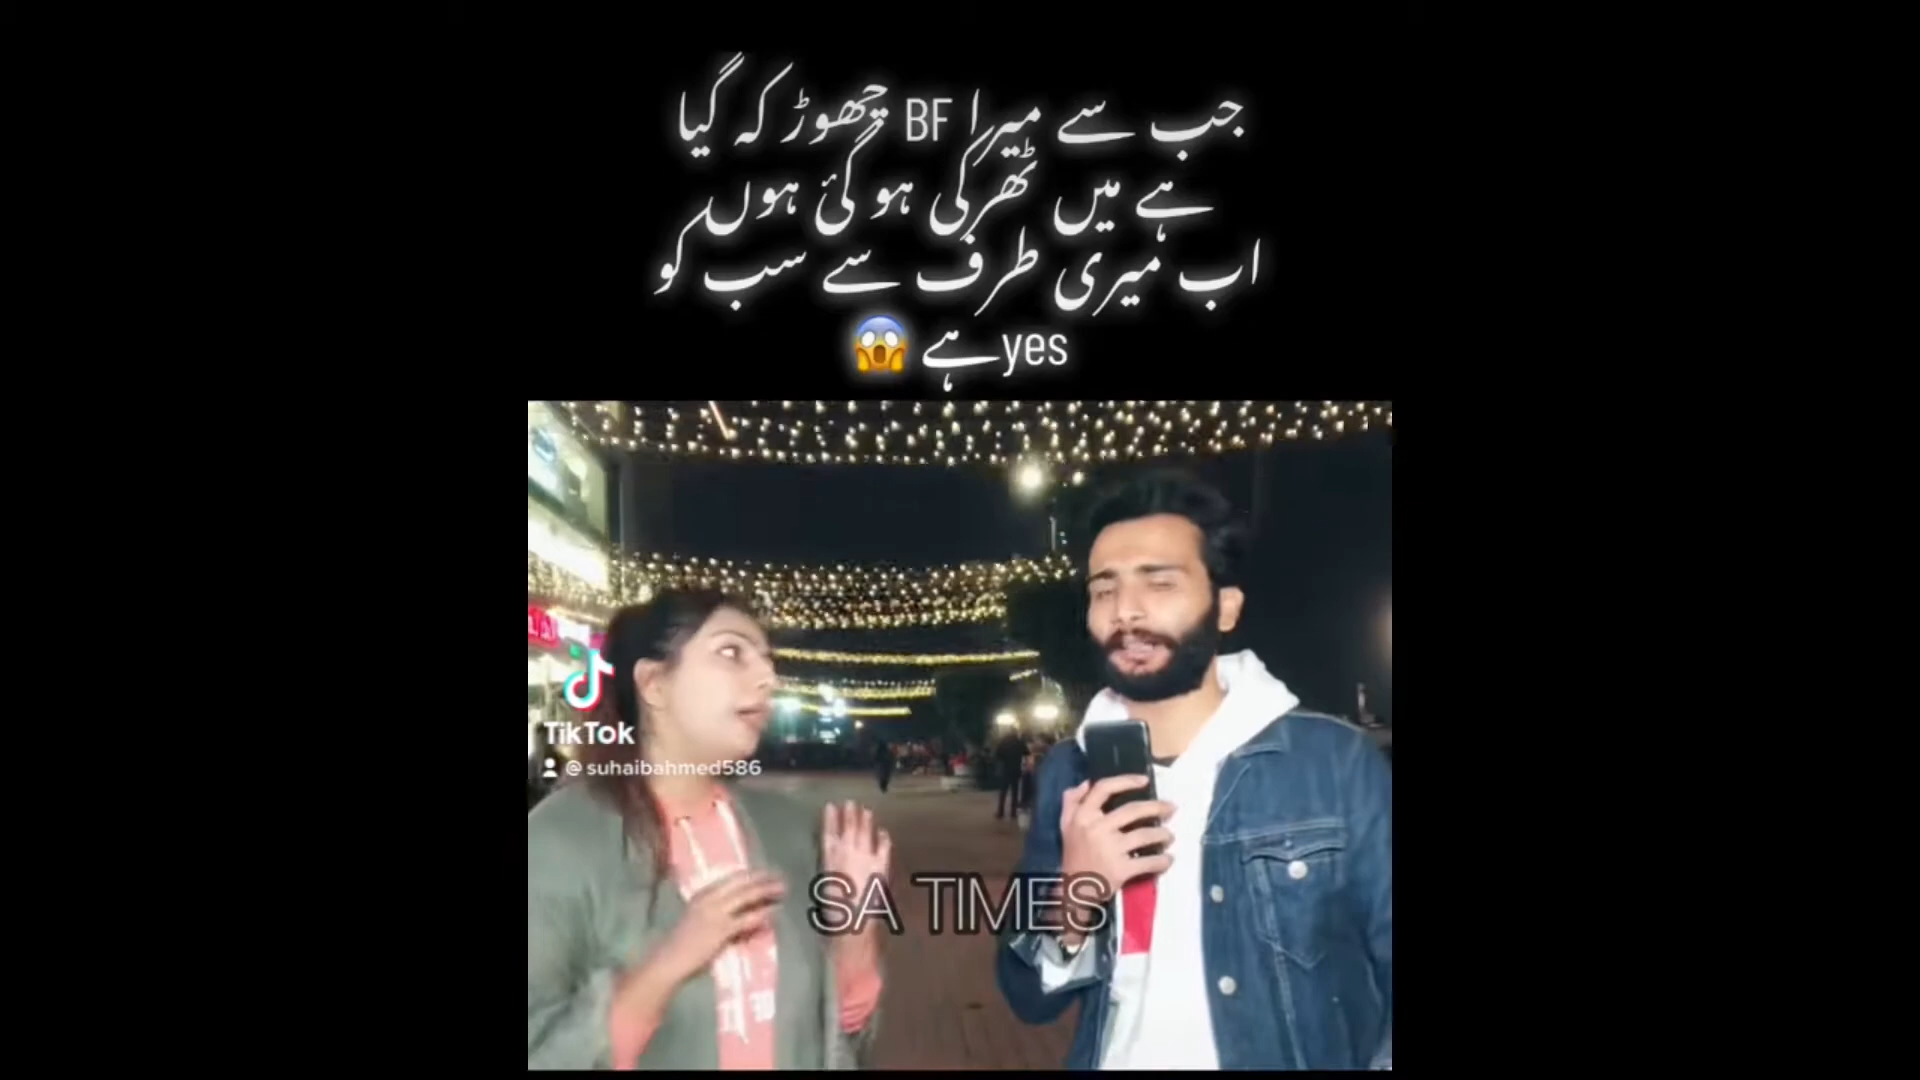 جب سے میرا BF چھوڑ کہ گیا
ہے میں ٹھرکی ہو گئ ہوں
اب میری طرف سے سب کو
yes ہے 😱
TikTok
@ suhaibahmed586
SA TIMES